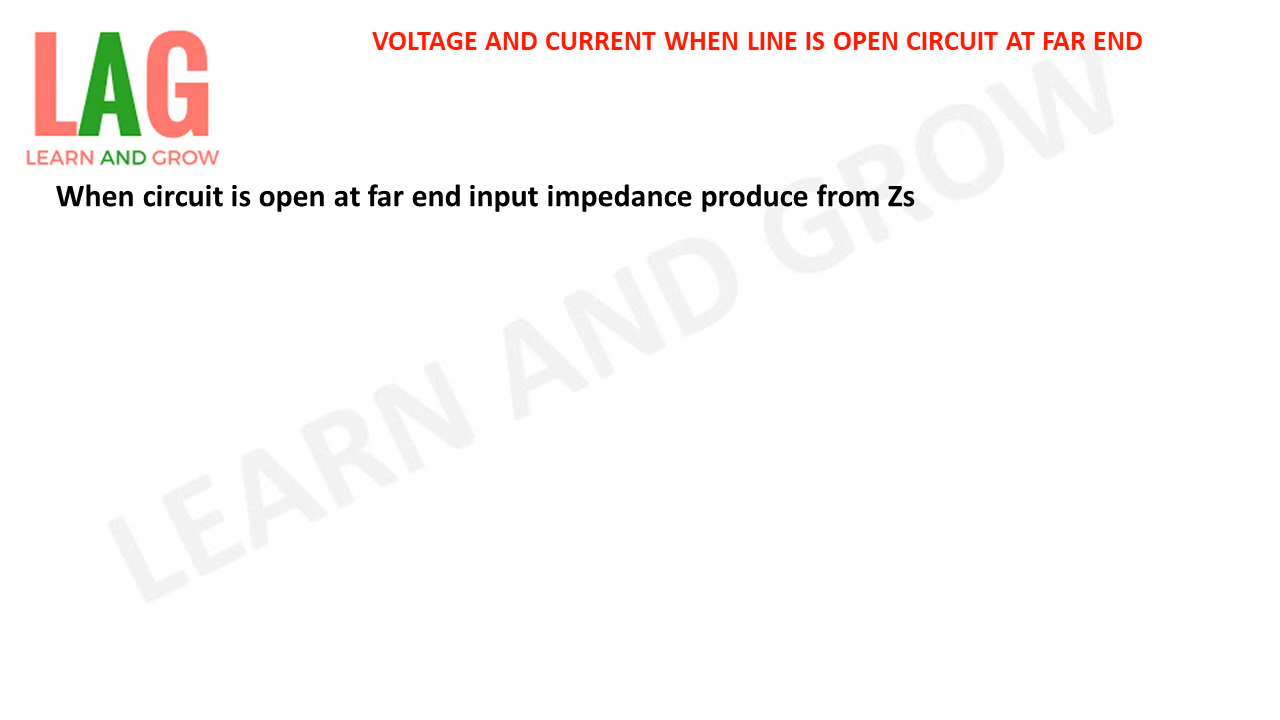 VOLTAGE AND CURRENT WHEN LINE IS OPEN CIRCUIT AT FAR END
LAG
LEARN AND GROW
When circuit is open at far end input impedance produce from Zs
LEARN AND GROW